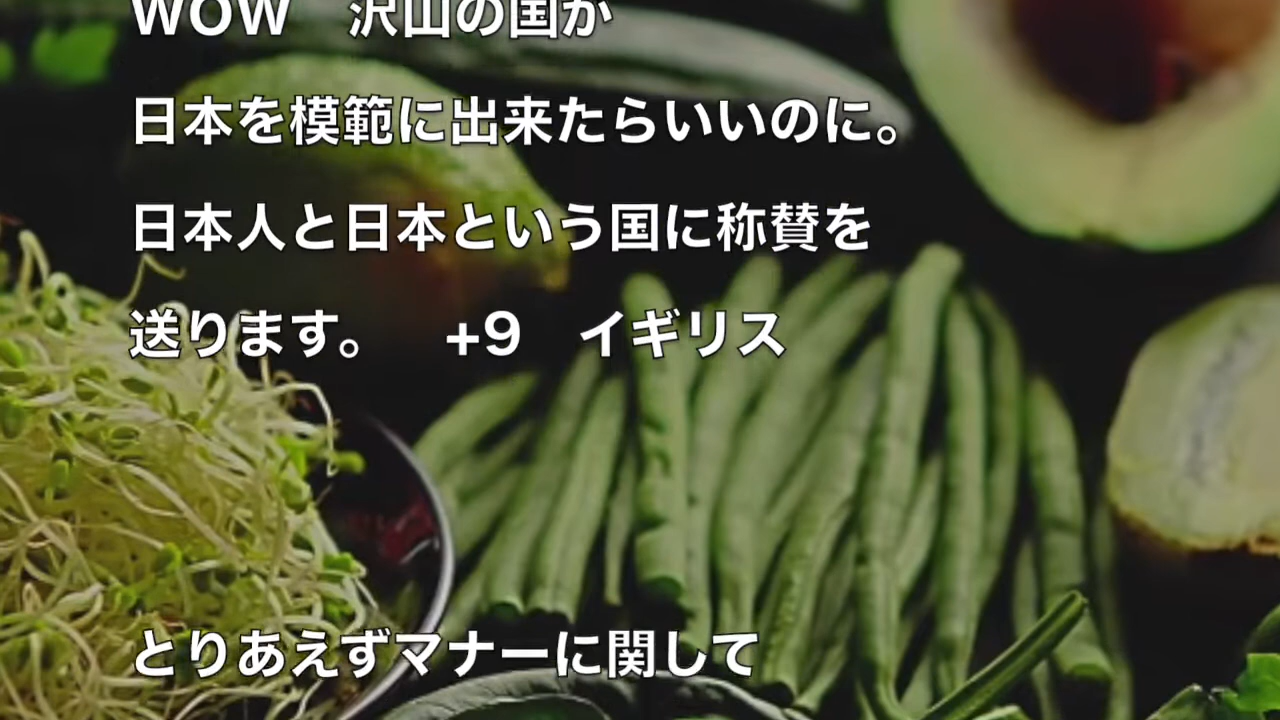 WOW　沢山の国が
日本を模範に出来たらいいのに。
日本人と日本という国に称賛を
送ります。　+9　イギリス
とりあえずマナーに関して